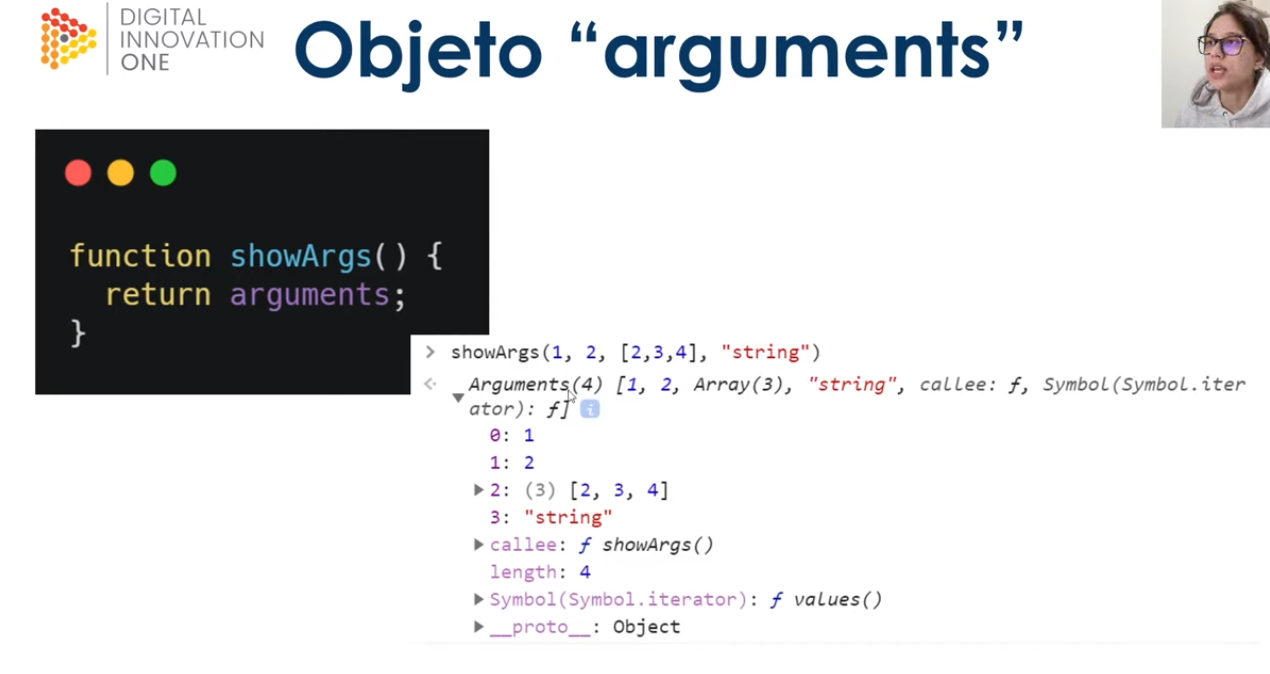 DIGITAL
INNOVATION
ONE
Objeto “arguments”
function showArgs() {
return arguments;
}
showArgs(1, 2, [2,3,4], "string")
Arguments(4) [1, 2, Array(3), "string", callee: ƒ, Symbol(Symbol.iter
ator): ƒ] i
0: 1
1: 2
2: (3) [2, 3, 4]
3: "string"
callee: ƒ showArgs()
length: 4
Symbol(Symbol.iterator): ƒ values()
__proto__: Object